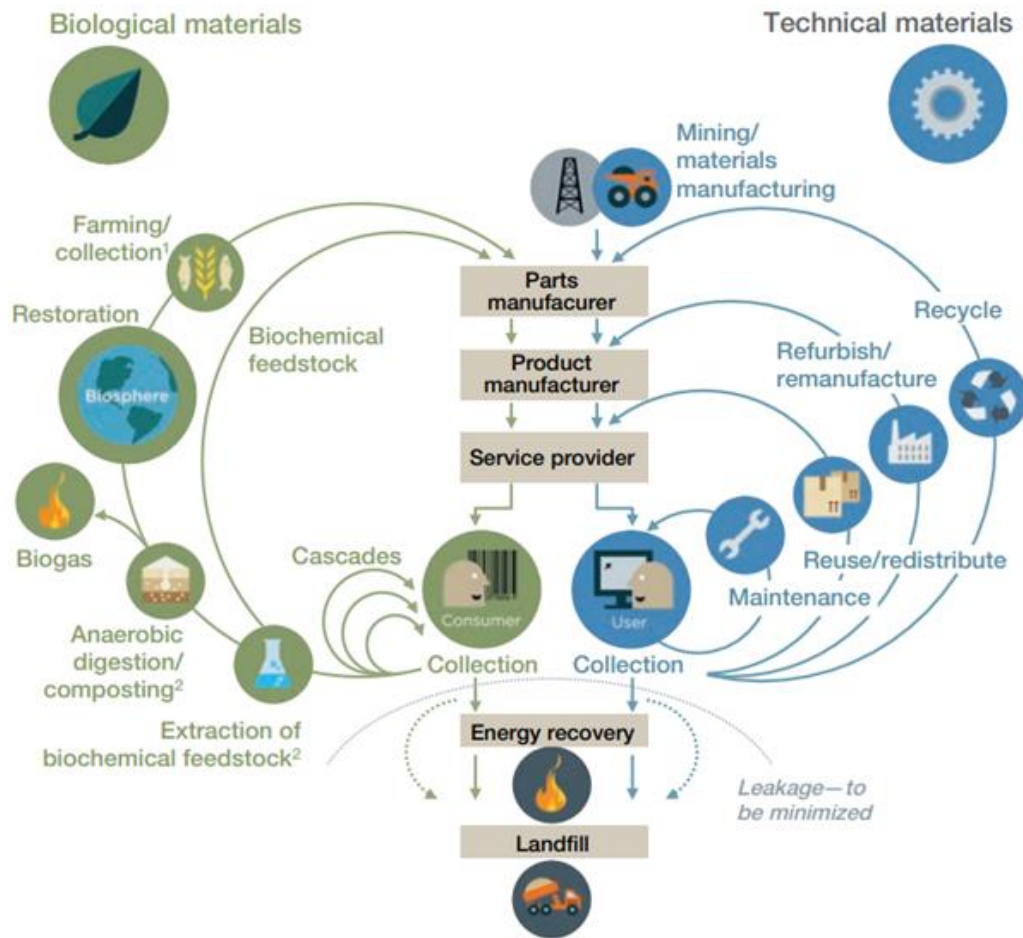 Biological materials
Technical materials
Mining/
materials
manufacturing
Farming/
collection¹
Restoration
Biosphere
Biochemical
feedstock
Parts
manufacurer
Recycle
Product
manufacturer
Refurbish/
remanufacture
Service provider
Biogas
Cascades
Consumer
User
Reuse/redistribute
Maintenance
Anaerobic
digestion/
composting²
Collection
Collection
Extraction of
biochemical feedstock²
Energy recovery
Leakage—to
be minimized
Landfill